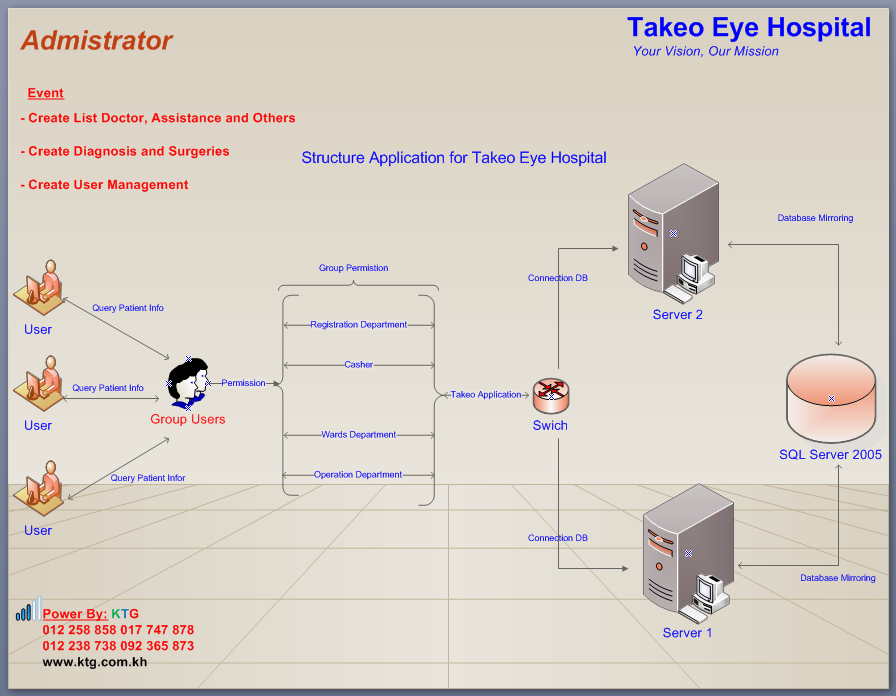 Admistrator
Takeo Eye Hospital
Your Vision, Our Mission
Event
- Create List Doctor, Assistance and Others
- Create Diagnosis and Surgeries
- Create User Management
Structure Application for Takeo Eye Hospital
Database Mirroring
Group Permistion
Connection DB
Query Patient Info
Server 2
User
Registration Department
Casher
Query Patient Info
Permission
Takeo Application
Group Users
User
Swich
Wards Department
SQL Server 2005
Operation Department
Query Patient Infor
User
Connection DB
Database Mirroring
Server 1
Power By: KTG
012 258 858 017 747 878
012 238 738 092 365 873
www.ktg.com.kh